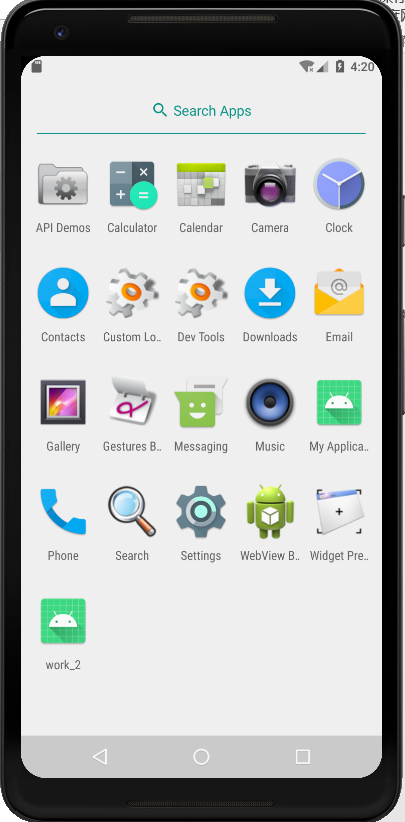 4:20
Search Apps
API Demos Calculator Calendar Camera Clock
Contacts Custom Lo.. Dev Tools Downloads Email
Gallery Gestures B.. Messaging Music My Applica..
Phone Search Settings WebView B.. Widget Pre..
work_2